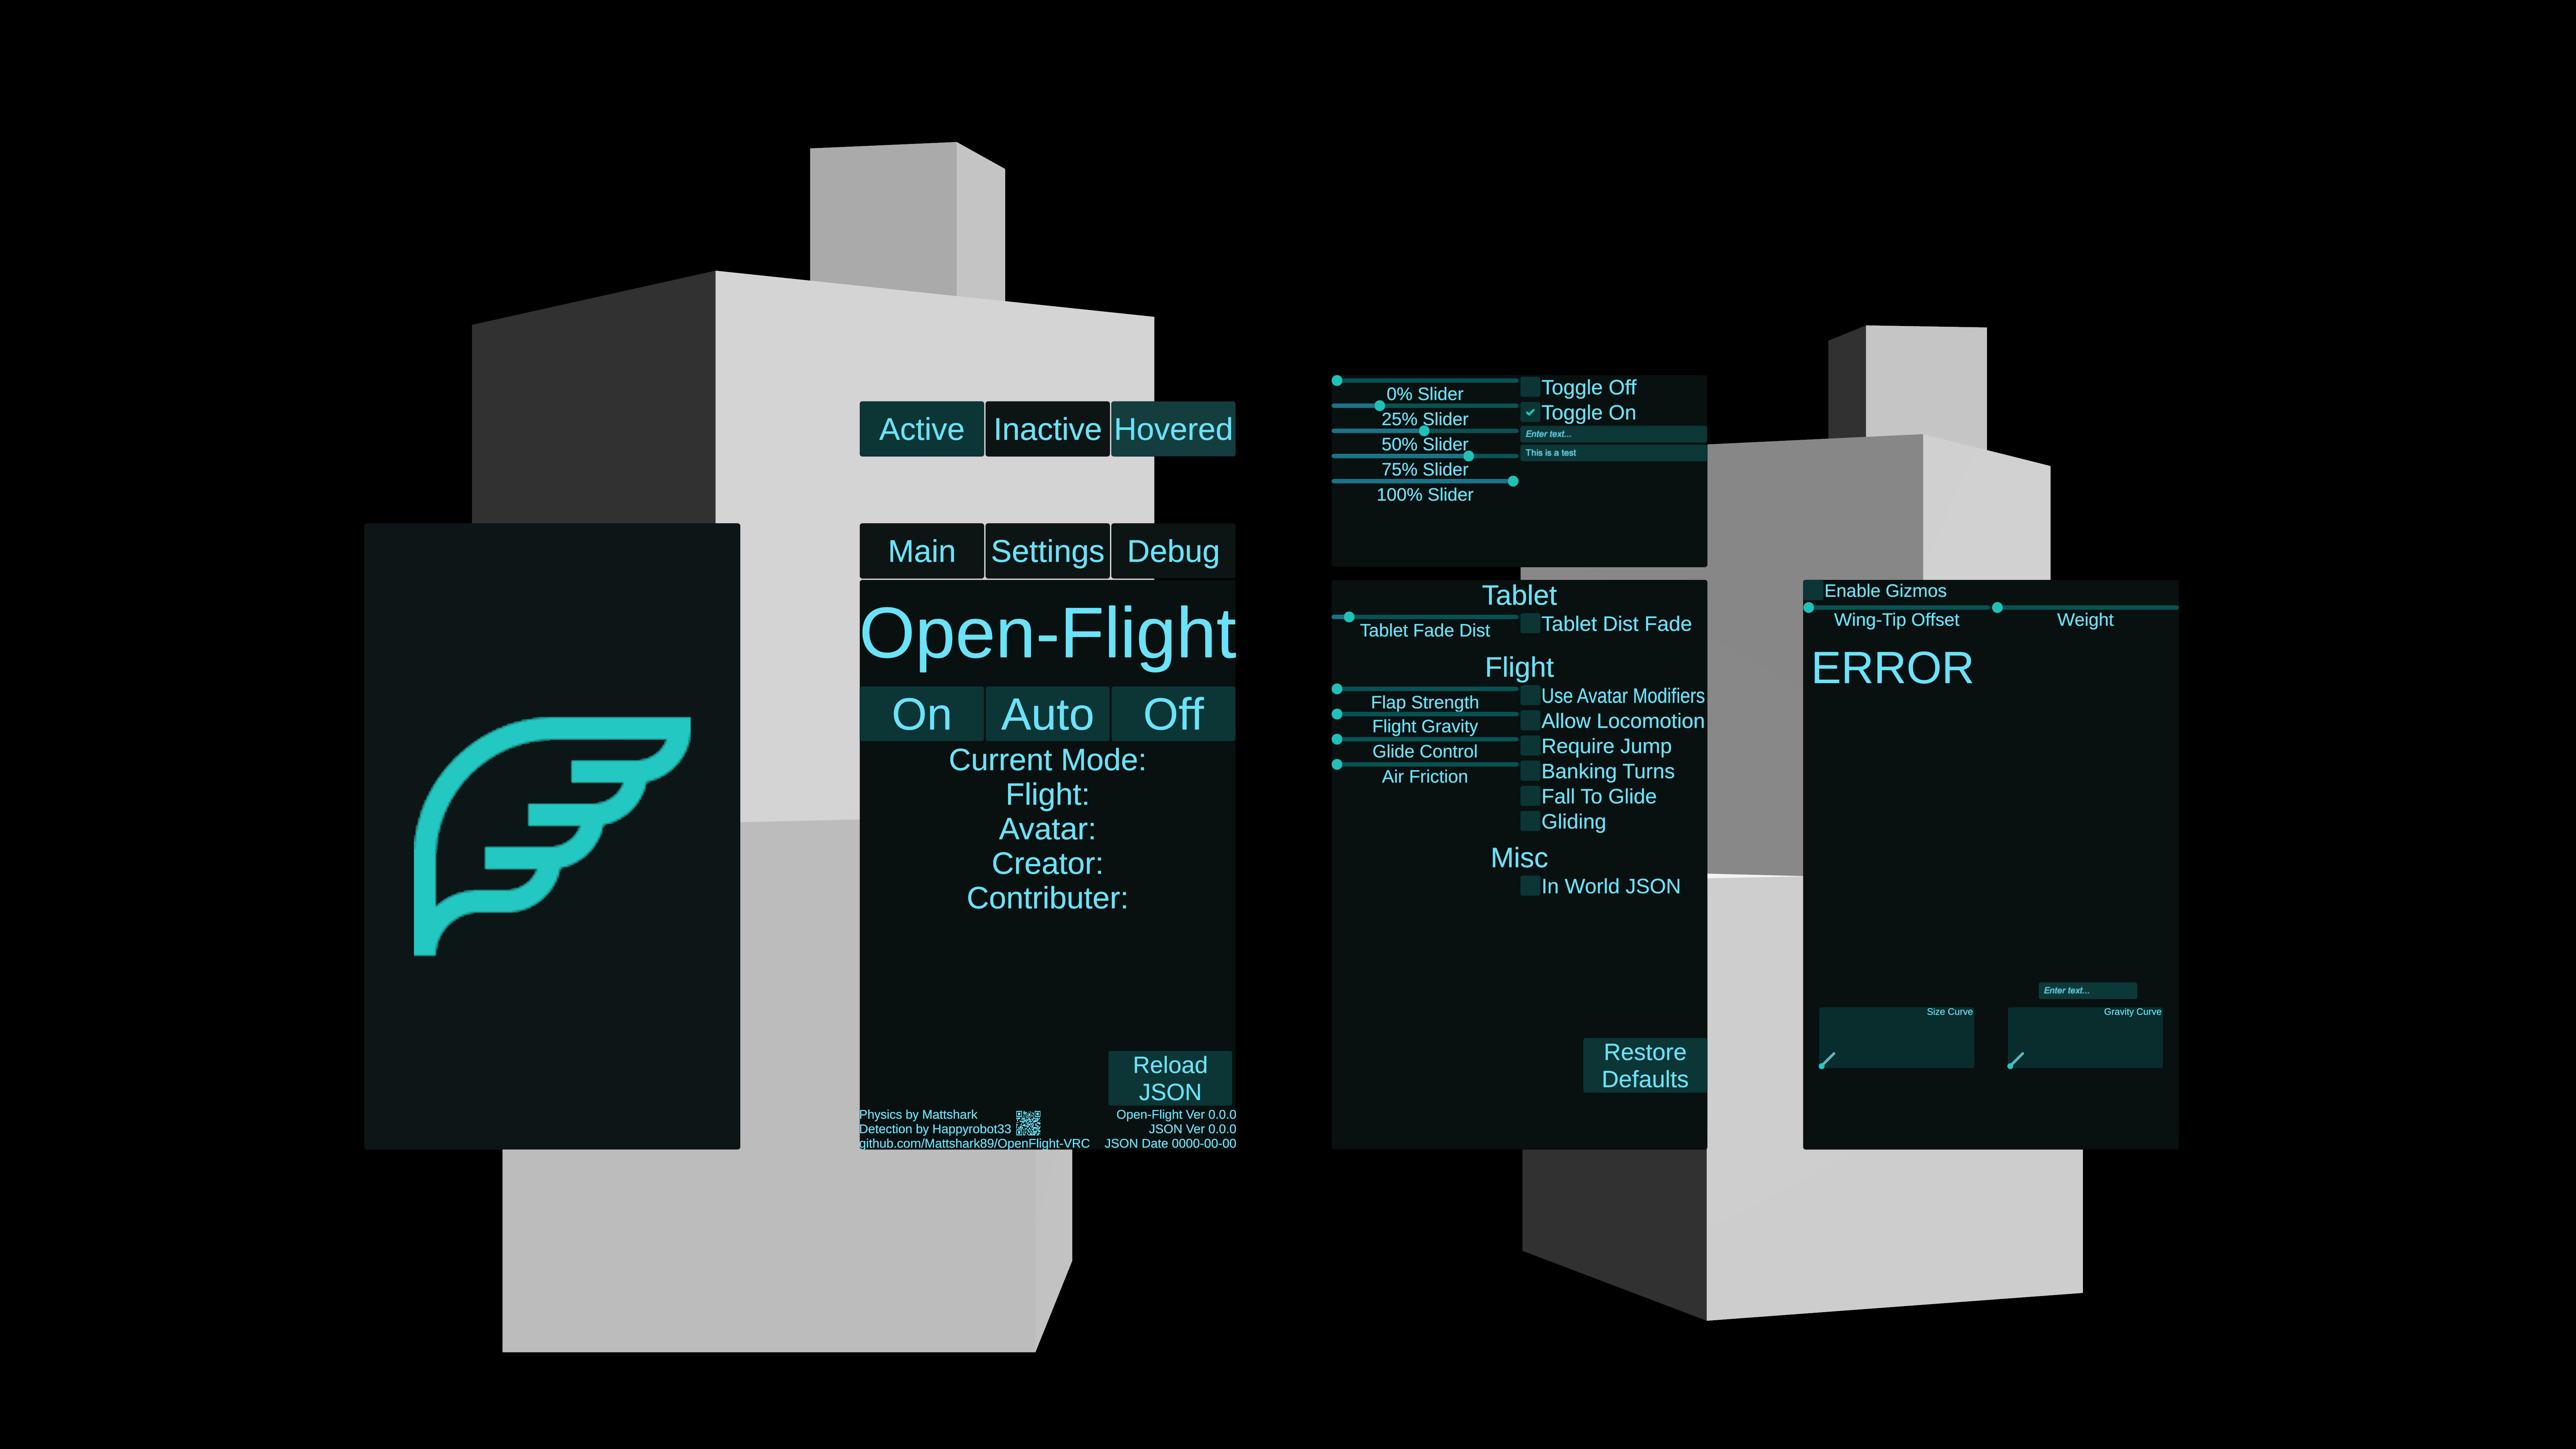 Active Inactive Hovered
Main Settings Debug
Open-Flight
On Auto Off
Current Mode:
Flight:
Avatar:
Creator:
Contributer:
Reload
JSON
Physics by Mattshark
Detection by Happyrobot33
github.com/Mattshark89/OpenFlight-VRC
Open-Flight Ver 0.0.0
JSON Ver 0.0.0
JSON Date 0000-00-00
0% Slider
25% Slider
50% Slider
75% Slider
100% Slider
Toggle Off
Toggle On
Enter text...
This is a test
Tablet
Tablet Fade Dist
Tablet Dist Fade
Flight
Flap Strength
Flight Gravity
Glide Control
Air Friction
Use Avatar Modifiers
Allow Locomotion
Require Jump
Banking Turns
Fall To Glide
Gliding
Misc
In World JSON
Restore
Defaults
Enable Gizmos
Wing-Tip Offset
Weight
ERROR
Enter text...
Size Curve
Gravity Curve